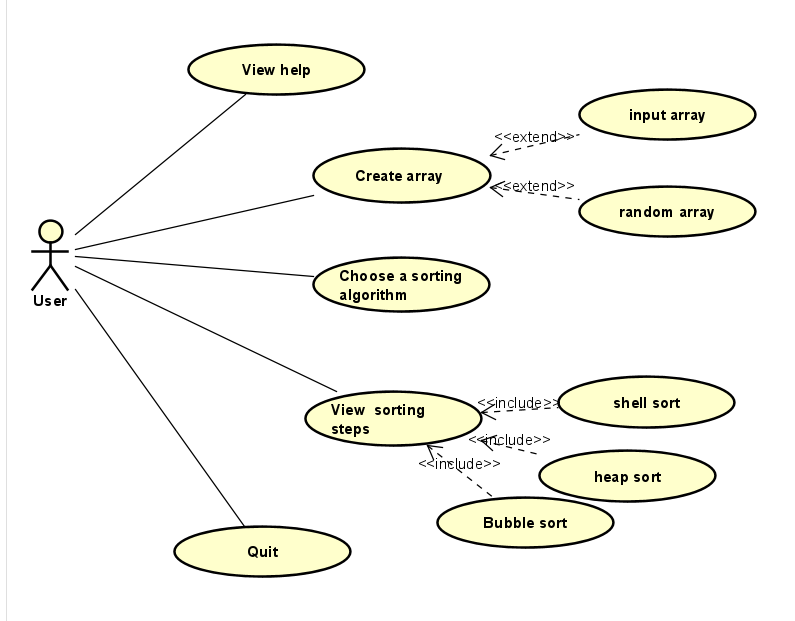 View help
input array
<<extend>>
Create array
<<extend>>
random array
Choose a sorting
algorithm
User
View sorting
steps
<<include>>
shell sort
<<include>>
<<include>>
heap sort
Bubble sort
Quit